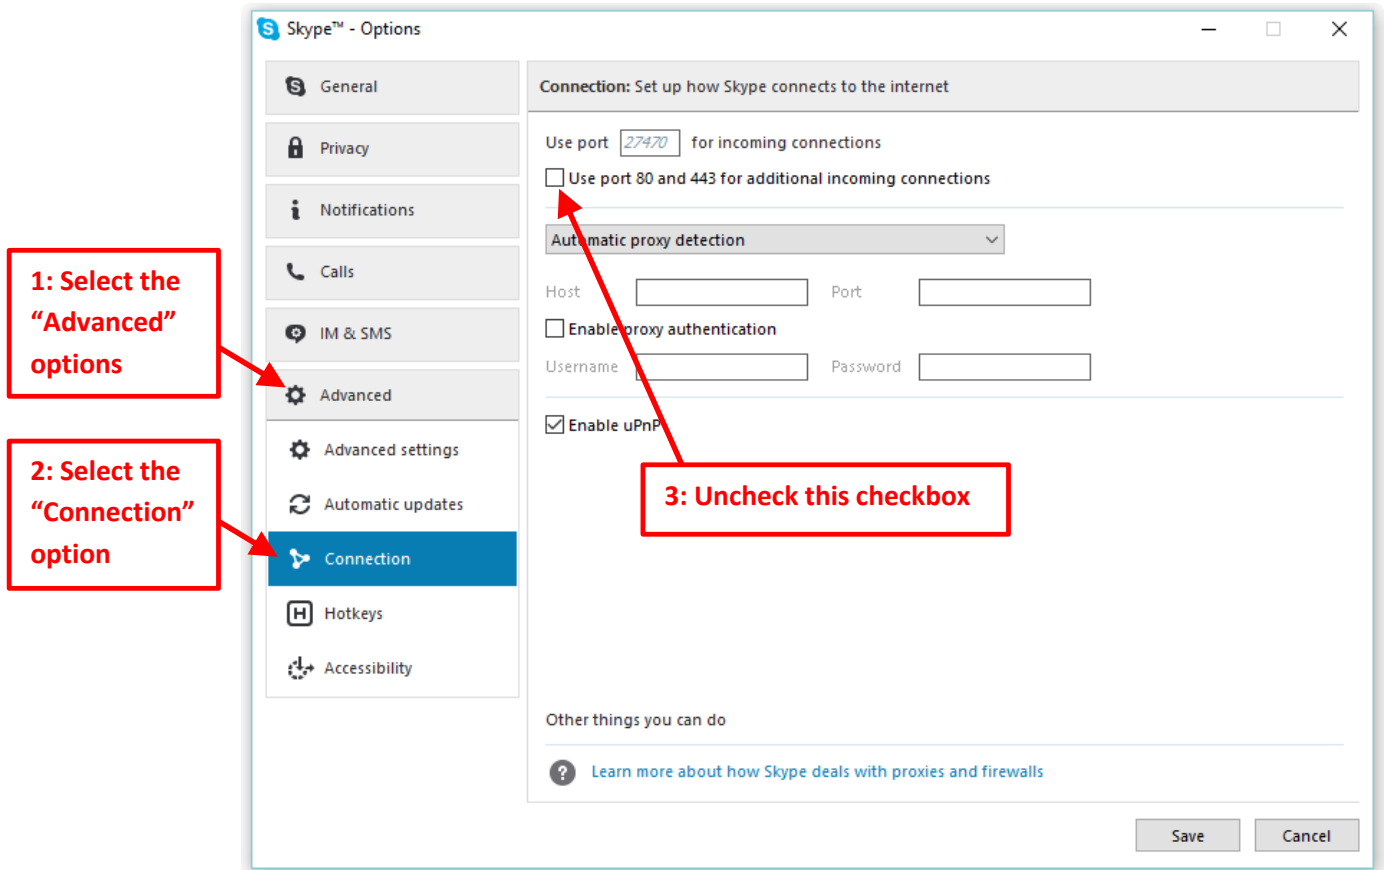 Skype™ - Options
General
Privacy
Notifications
Calls
IM & SMS
Advanced
Advanced settings
Automatic updates
Connection
H Hotkeys
Accessibility
Connection: Set up how Skype connects to the internet
Use port 27470 for incoming connections
Use port 80 and 443 for additional incoming connections
Automatic proxy detection
Host Port
Enable proxy authentication
Username Password
Enable uPnP
Other things you can do
? Learn more about how Skype deals with proxies and firewalls
Save Cancel
1: Select the
“Advanced”
options
2: Select the
“Connection”
option
3: Uncheck this checkbox